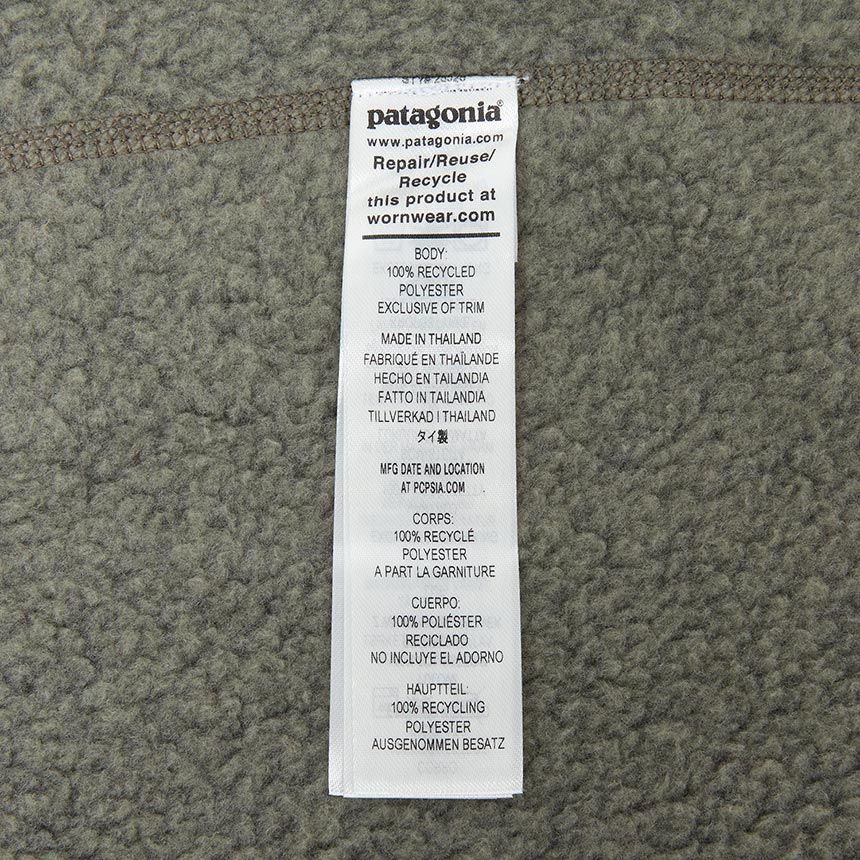 patagonia®
www.patagonia.com
Repair/Reuse/
Recycle
this product at
wornwear.com
BODY:
100% RECYCLED
POLYESTER
EXCLUSIVE OF TRIM
MADE IN THAILAND
FABRIQUÉ EN THAÏLANDE
HECHO EN TAILANDIA
FATTO IN TAILANDIA
TILLVERKAD I THAILAND
タイ製
MFG DATE AND LOCATION
AT PCPSIA.COM
CORPS:
100% RECYCLÉ
POLYESTER
A PART LA GARNITURE
CUERPO:
100% POLIÉSTER
RECICLADO
NO INCLUYE EL ADORNO
HAUPTTEIL:
100% RECYCLING
POLYESTER
AUSGENOMMEN BESATZ